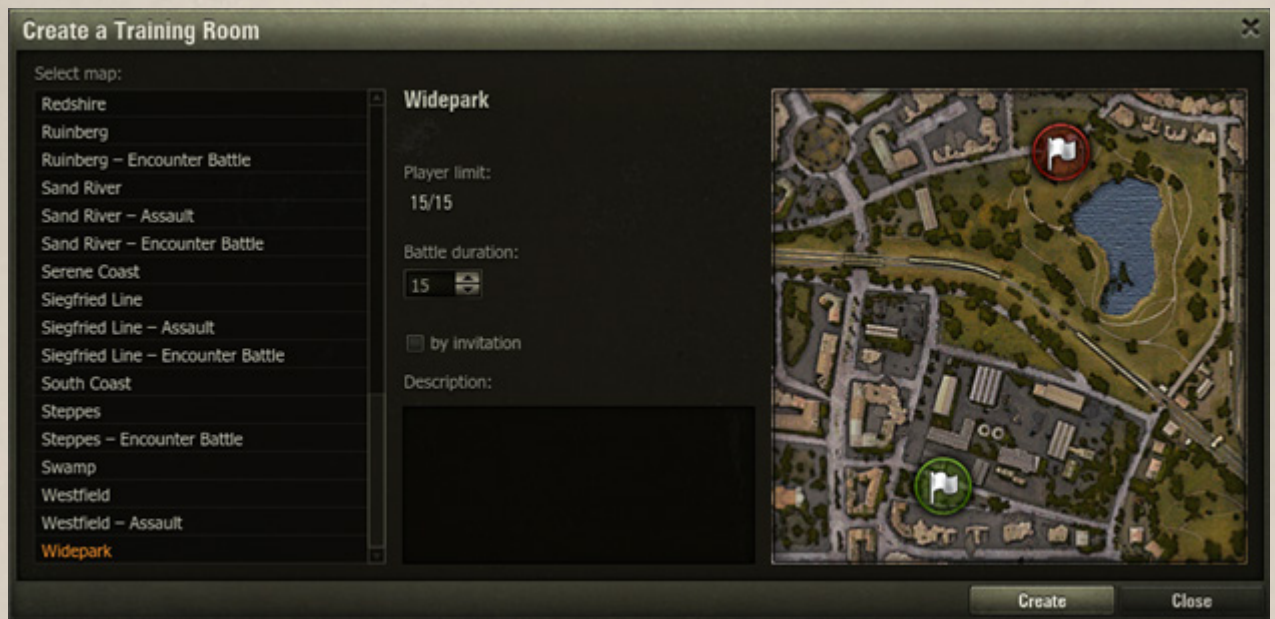 Create a Training Room
Select map:
Redshire
Ruinberg
Ruinberg – Encounter Battle
Sand River
Sand River – Assault
Sand River – Encounter Battle
Serene Coast
Siegfried Line
Siegfried Line – Assault
Siegfried Line – Encounter Battle
South Coast
Steppes
Steppes – Encounter Battle
Swamp
Westfield
Westfield – Assault
Widepark
Widepark
Player limit:
15/15
Battle duration:
15
by invitation
Description:
Create
Close